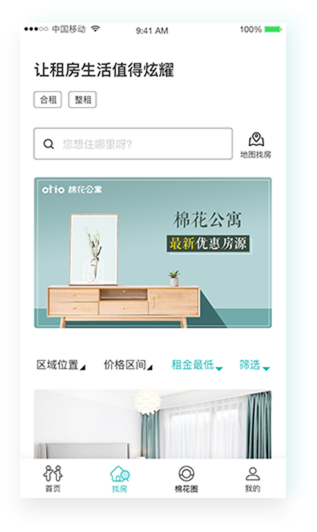 中国移动 9:41 AM 100%
让租房生活值得炫耀
合租 整租
您想住哪里呀?
地图找房
otto 棉花公寓
棉花公寓
最新优惠房源
区域位置 价格区间 租金最低 筛选
首页 找房 棉花圈 我的